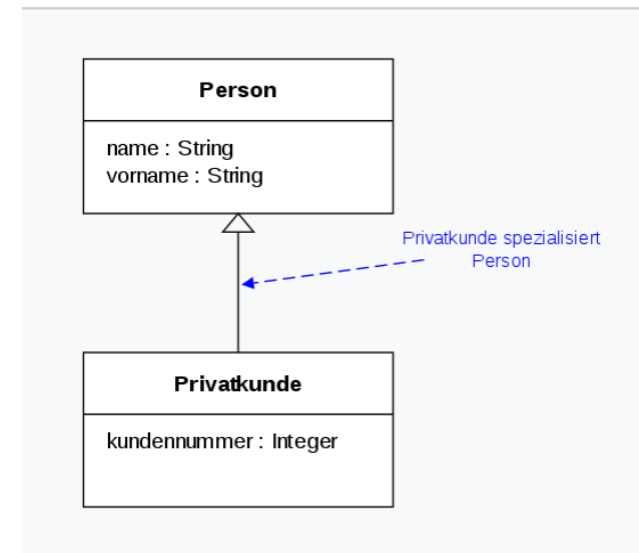 Person
name : String
vorname : String
Privatkunde spezialisiert
Person
Privatkunde
kundennummer : Integer